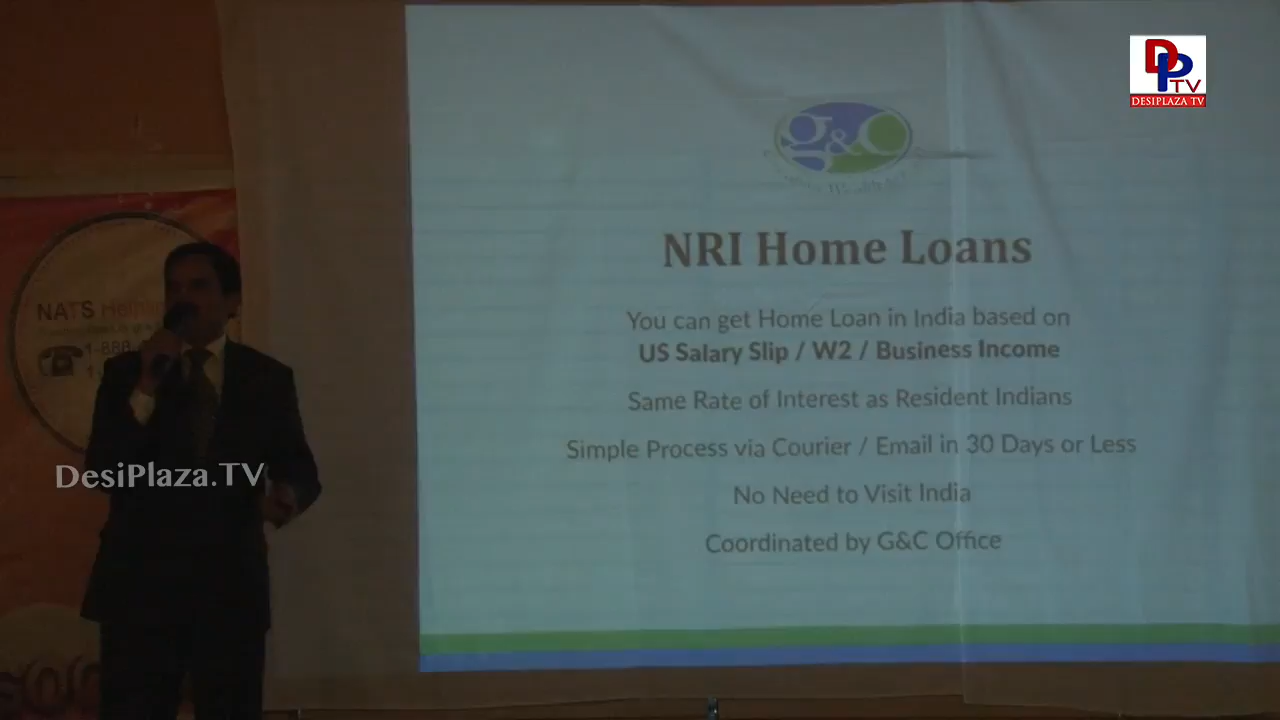 DP
TV
DESIPLAZA TV
g&C
NRI Home Loans
You can get Home Loan in India based on
US Salary Slip / W2 / Business Income
Same Rate of Interest as Resident Indians
Simple Process via Courier / Email in 30 Days or Less
No Need to Visit India
Coordinated by G&C Office
NATS
1-888-
DesiPlaza.TV